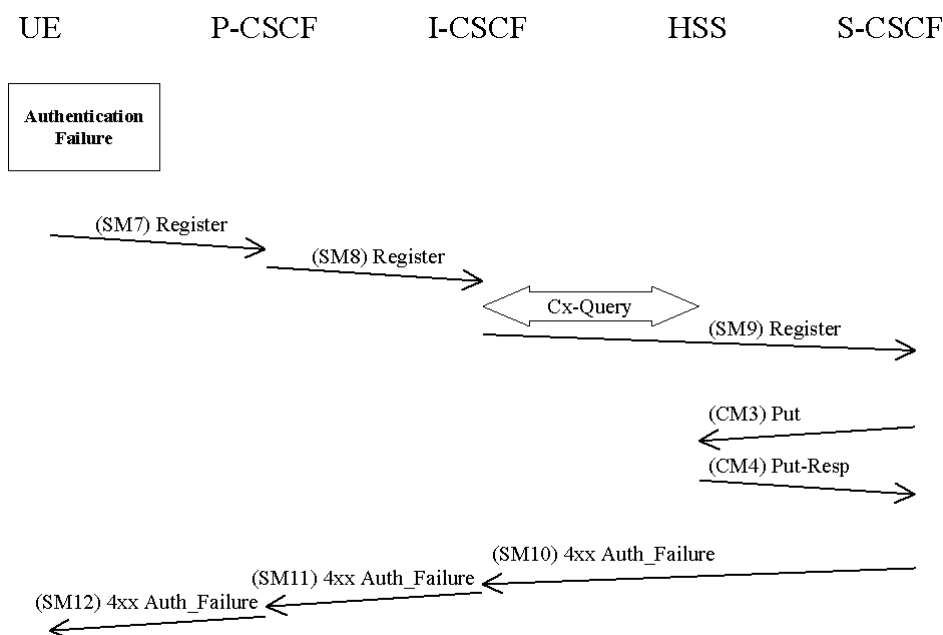 UE P-CSCF I-CSCF HSS S-CSCF
Authentication
Failure
(SM7) Register
(SM8) Register
Cx-Query
(SM9) Register
(CM3) Put
(CM4) Put-Resp
(SM10) 4xx Auth_Failure
(SM11) 4xx Auth_Failure
(SM12) 4xx Auth_Failure